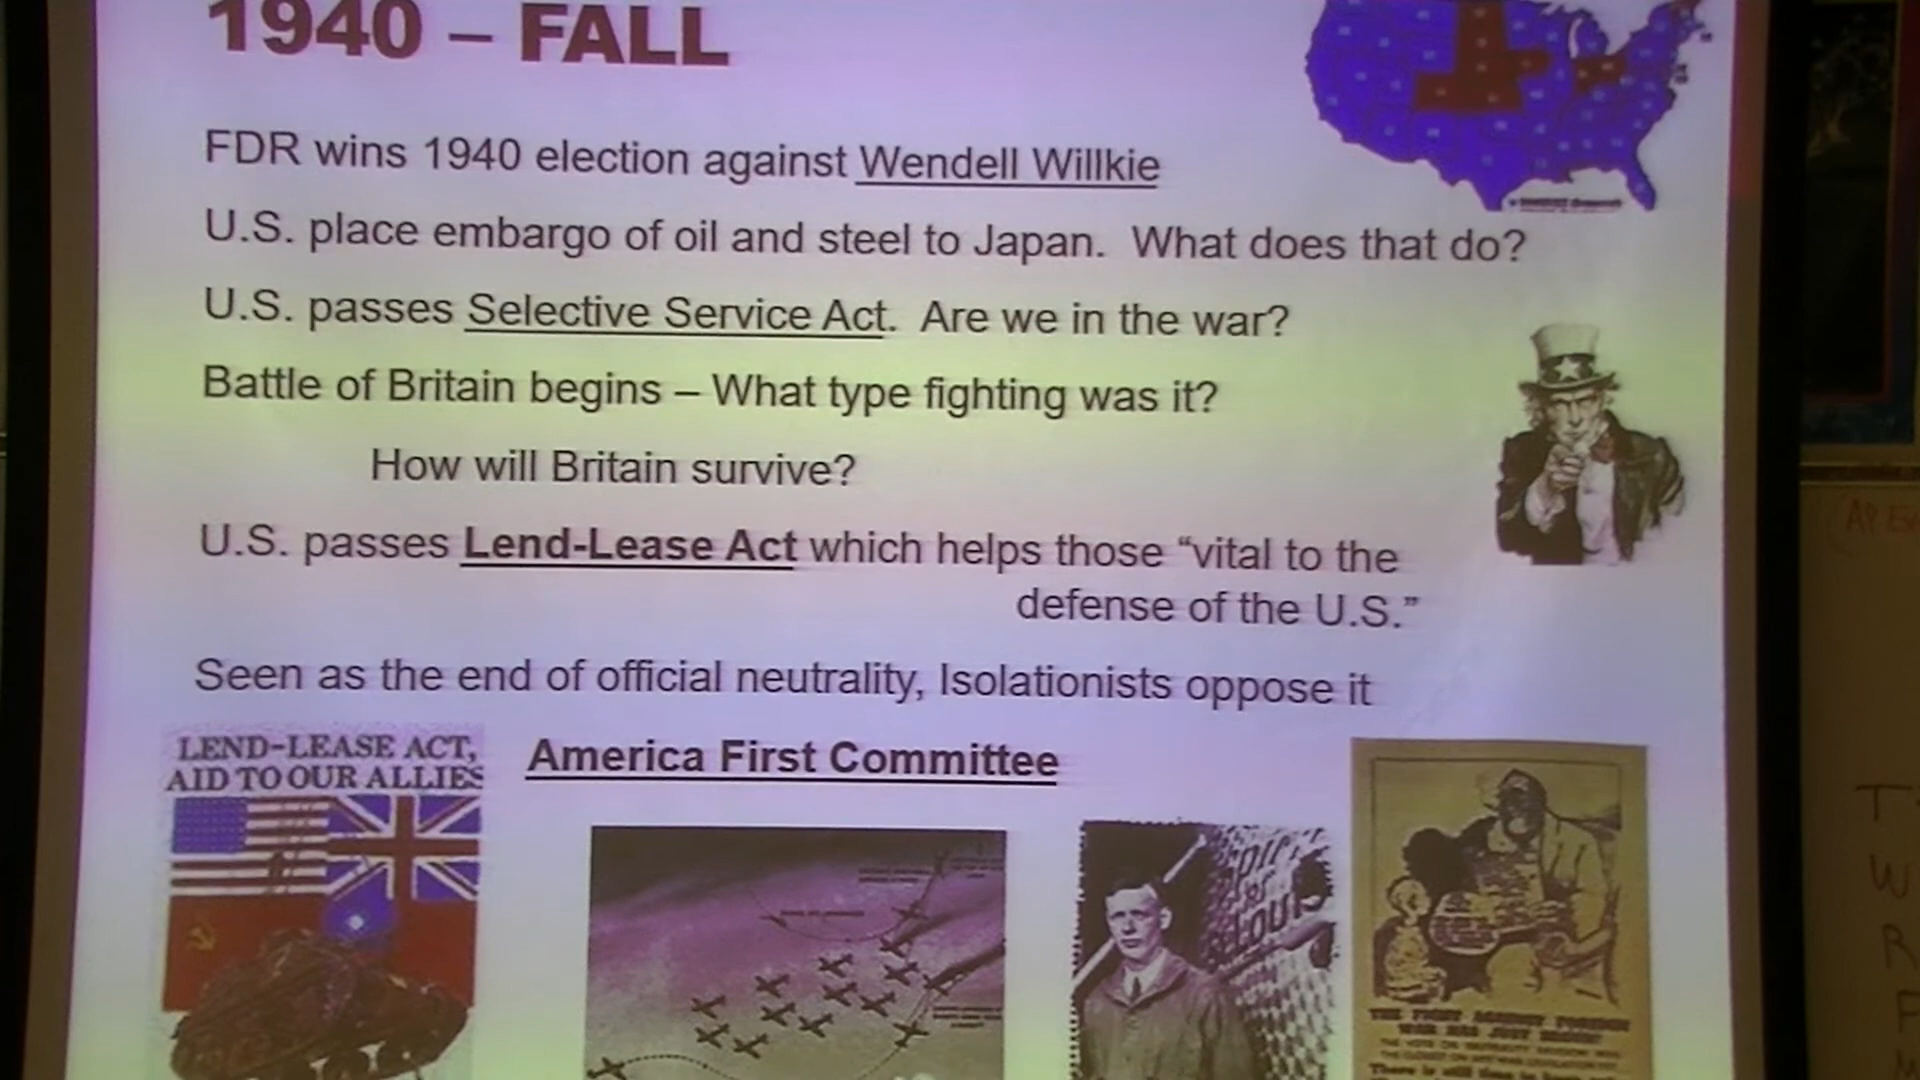 1940 – FALL
FDR wins 1940 election against Wendell Willkie
U.S. place embargo of oil and steel to Japan. What does that do?
U.S. passes Selective Service Act. Are we in the war?
Battle of Britain begins – What type fighting was it?
How will Britain survive?
U.S. passes Lend-Lease Act which helps those “vital to the
defense of the U.S.”
Seen as the end of official neutrality, Isolationists oppose it
LEND-LEASE ACT,
AID TO OUR ALLIES
America First Committee